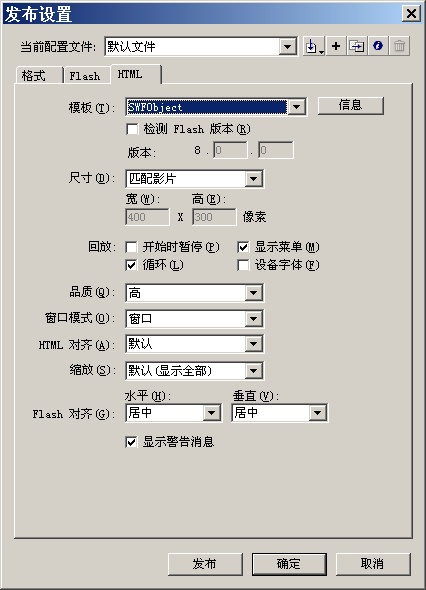 发布设置
当前配置文件: 默认文件
格式 Flash HTML
模板(T): SWFObject 信息
检测 Flash 版本(R)
版本: 8 . 0 . 0
尺寸(D): 匹配影片
宽(W): 高(E):
400 X 300 像素
回放: 开始时暂停(P) 显示菜单(M)
循环(L) 设备字体(F)
品质(Q): 高
窗口模式(O): 窗口
HTML 对齐(A): 默认
缩放(S): 默认(显示全部)
水平(H): 垂直(V):
Flash 对齐(G): 居中 居中
显示警告消息
发布 确定 取消